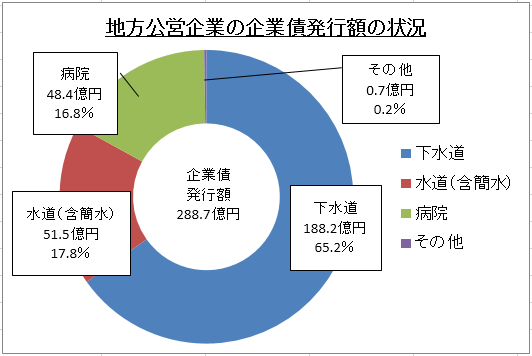 地方公営企業の企業債発行額の状況
病院
48.4億円
16.8%
その他
0.7億円
0.2%
水道(含簡水)
51.5億円
17.8%
企業債
発行額
288.7億円
下水道
188.2億円
65.2%
下水道
水道(含簡水)
病院
その他